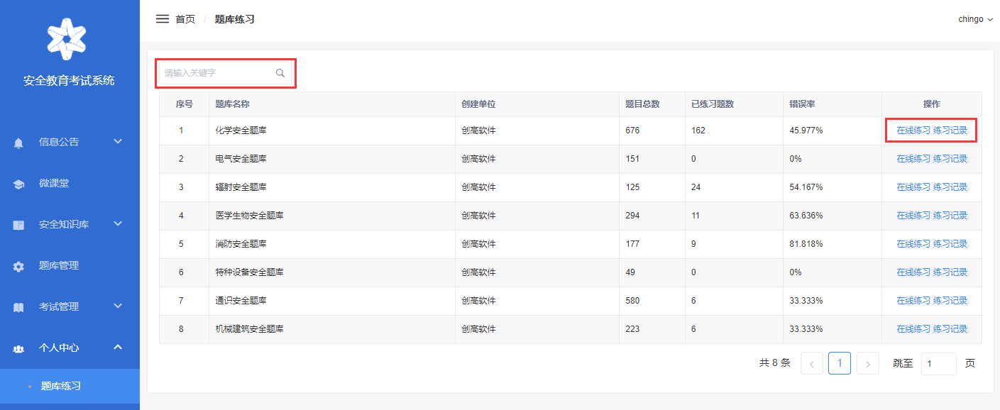 首页 / 题库练习
chingo
安全教育考试系统
信息公告
微课堂
安全知识库
题库管理
考试管理
个人中心
题库练习
请输入关键字
序号 题库名称 创建单位 题目总数 已练习题数 错误率 操作
1 化学安全题库 创高软件 676 162 45.977% 在线练习 练习记录
2 电气安全题库 创高软件 151 0 0% 在线练习 练习记录
3 辐射安全题库 创高软件 125 24 54.167% 在线练习 练习记录
4 医学生物安全题库 创高软件 294 11 63.636% 在线练习 练习记录
5 消防安全题库 创高软件 177 9 81.818% 在线练习 练习记录
6 特种设备安全题库 创高软件 49 0 0% 在线练习 练习记录
7 通识安全题库 创高软件 580 6 33.333% 在线练习 练习记录
8 机械建筑安全题库 创高软件 223 6 33.333% 在线练习 练习记录
共 8 条 < 1 > 跳至 1 页